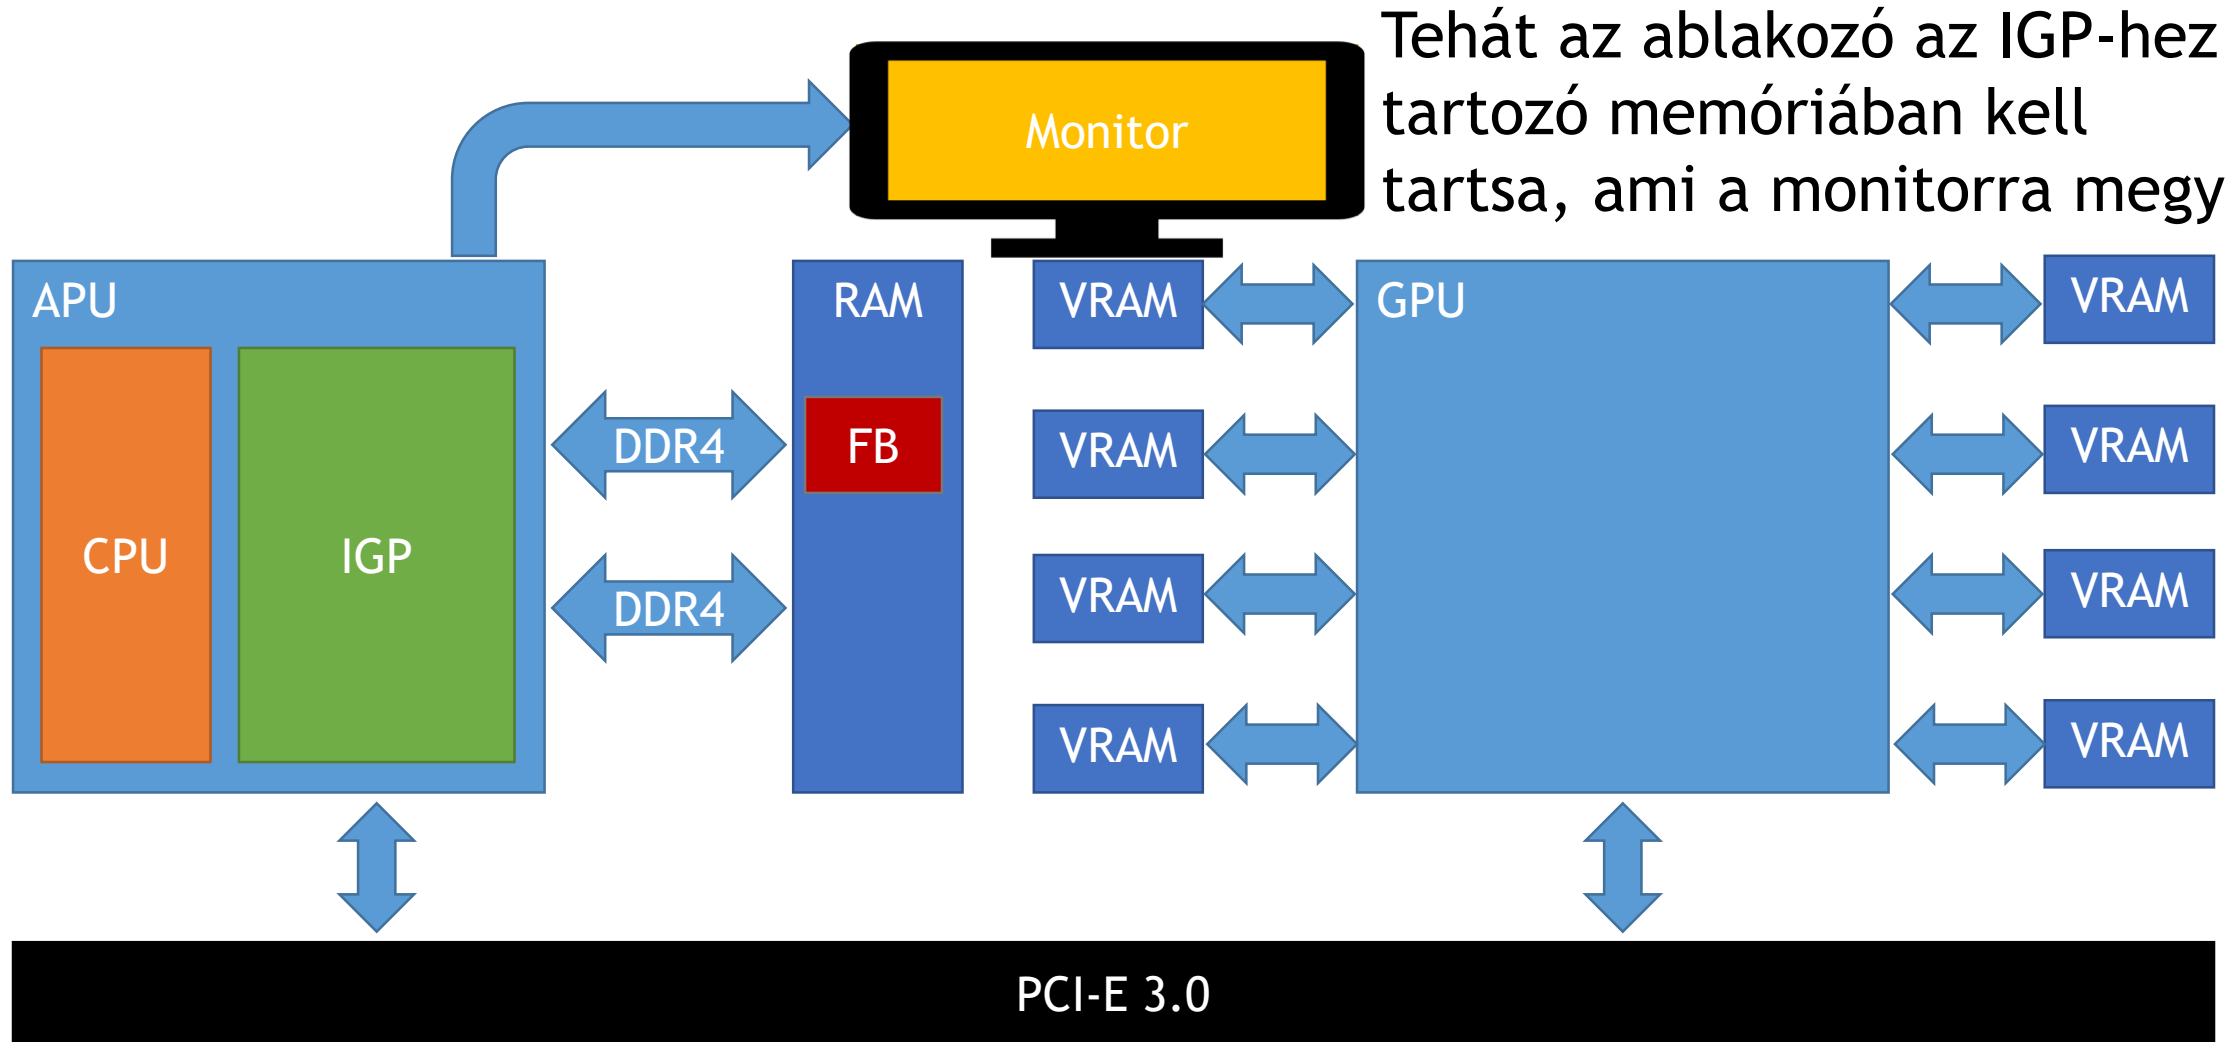 Tehát az ablakozó az IGP-hez
tartozó memóriában kell
tartsa, ami a monitorra megy
Monitor
APU
RAM
VRAM
GPU
VRAM
CPU
IGP
DDR4
FB
VRAM
VRAM
DDR4
VRAM
VRAM
VRAM
VRAM
PCI-E 3.0